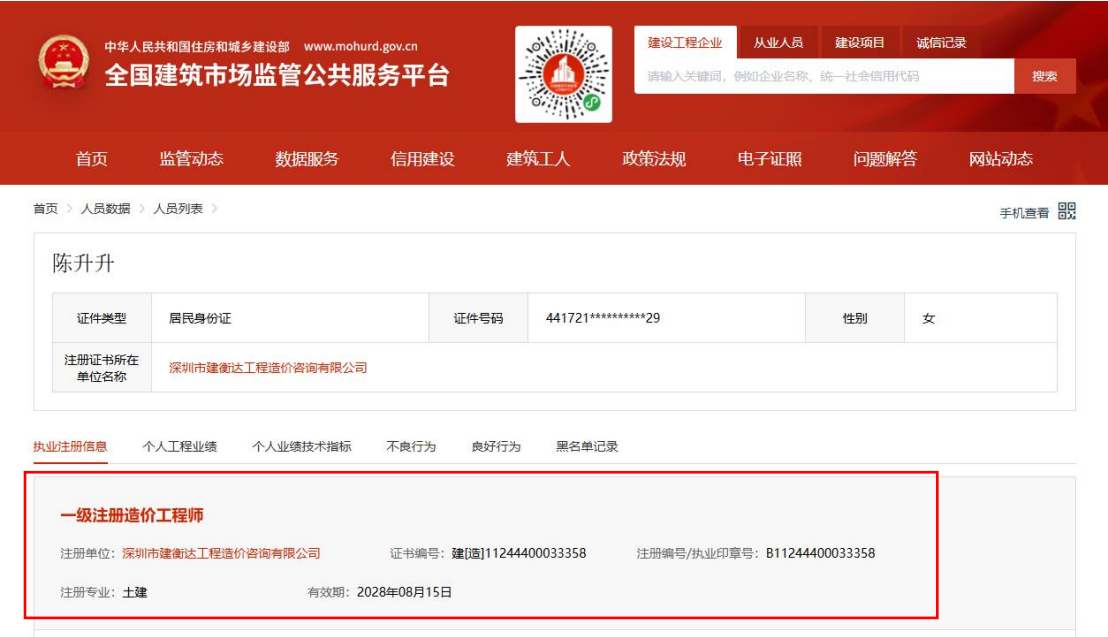 中华人民共和国住房和城乡建设部 www.mohurd.gov.cn
全国建筑市场监管公共服务平台
建设工程企业 从业人员 建设项目 诚信记录
请输入关键词，例如企业名称、统一社会信用代码 搜索
首页 监管动态 数据服务 信用建设 建筑工人 政策法规 电子证照 问题解答 网站动态
首页 > 人员数据 > 人员列表 >
手机查看
陈升升
证件类型 居民身份证 证件号码 441721**********29 性别 女
注册证书所在
单位名称
深圳市建衡达工程造价咨询有限公司
执业注册信息 个人工程业绩 个人业绩技术指标 不良行为 良好行为 黑名单记录
一级注册造价工程师
注册单位：深圳市建衡达工程造价咨询有限公司 证书编号：建[造]11244400033358 注册编号/执业印章号：B11244400033358
注册专业：土建 有效期：2028年08月15日